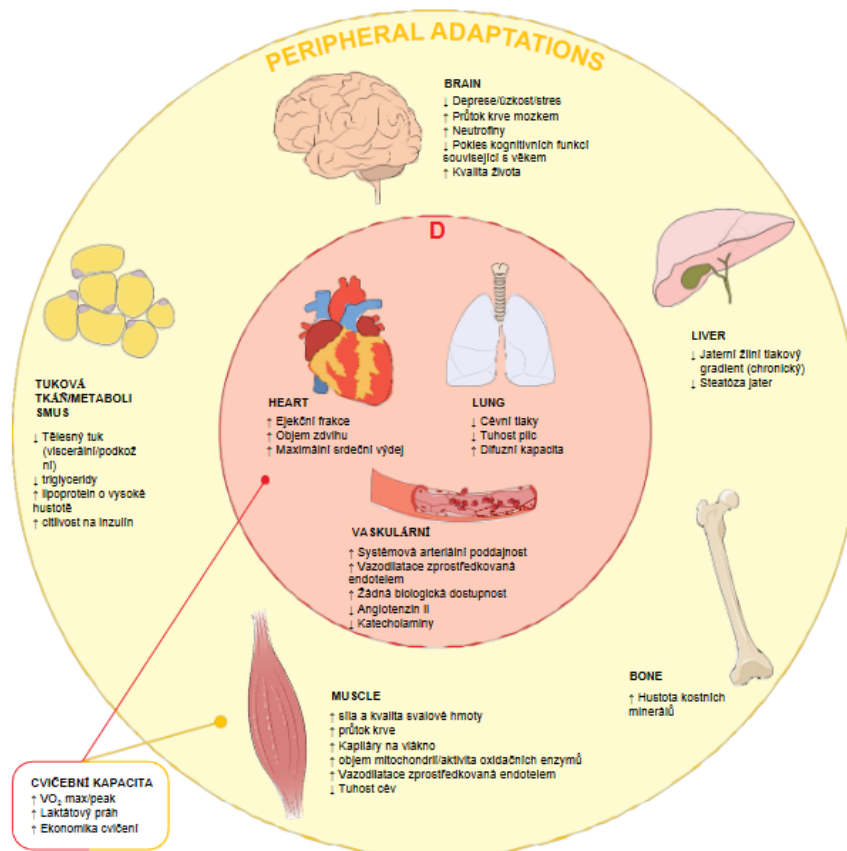 PERIPHERAL ADAPTATIONS
BRAIN
↓ Deprese/úzkost/stres
↑ Průtok krve mozkem
↑ Neutrofiny
↓ Pokles kognitivních funkcí
související s věkem
↑ Kvalita života
D
TUKOVÁ
TKÁŇ/METABOLI
SMUS
↓ Tělesný tuk
(viscerální/podkož
ní)
↓ triglyceridy
↑ lipoprotein o vysoké
hustotě
↑ citlivost na inzulín
HEART
↑ Ejekční frakce
↑ Objem zdvihu
↑ Maximální srdeční výdej
LUNG
↓ Cévní tlaky
↓ Tuhost plic
↑ Difuzní kapacita
LIVER
↓ Jaterní žilní tlakový
gradient (chronický)
↓ Steatóza jater
VASKULÁRNÍ
↑ Systémová arteriální poddajnost
↑ Vazodilatace zprostředkovaná
endotelem
↑ Žádná biologická dostupnost
↓ Angiotenzin II
↓ Katecholaminy
BONE
↑ Hustota kostních
minerálů
MUSCLE
↑ síla a kvalita svalové hmoty
↑ průtok krve
↑ Kapiláry na vlákno
↑ objem mitochondrií/aktivita oxidačních enzymů
↑ Vazodilatace zprostředkovaná endotelem
↓ Tuhost cév
CVIČEBNÍ KAPACITA
↑ VO₂ max/peak
↑ Laktátový práh
↑ Ekonomika cvičení